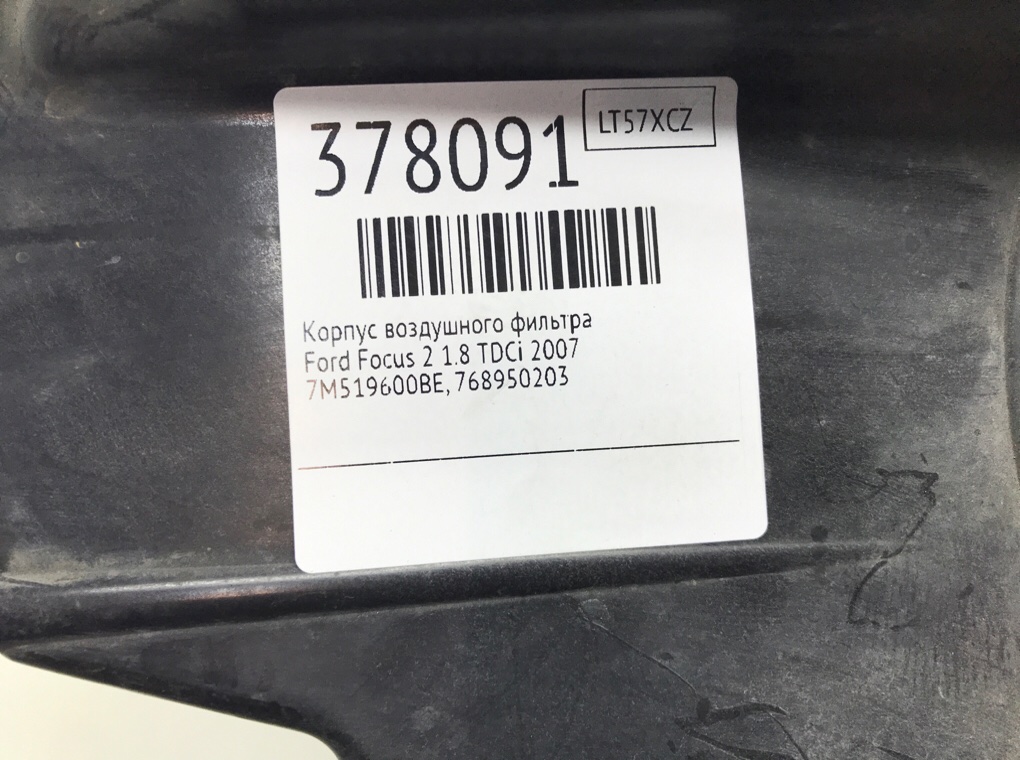 378091
LT57XCZ
Корпус воздушного фильтра
Ford Focus 2 1.8 TDCi 2007
7M519600BE, 768950203